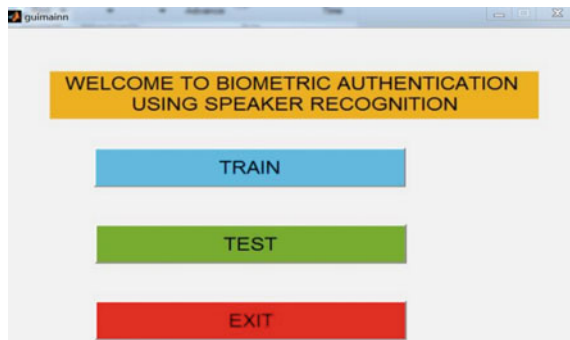 guimainn
WELCOME TO BIOMETRIC AUTHENTICATION
USING SPEAKER RECOGNITION
TRAIN
TEST
EXIT